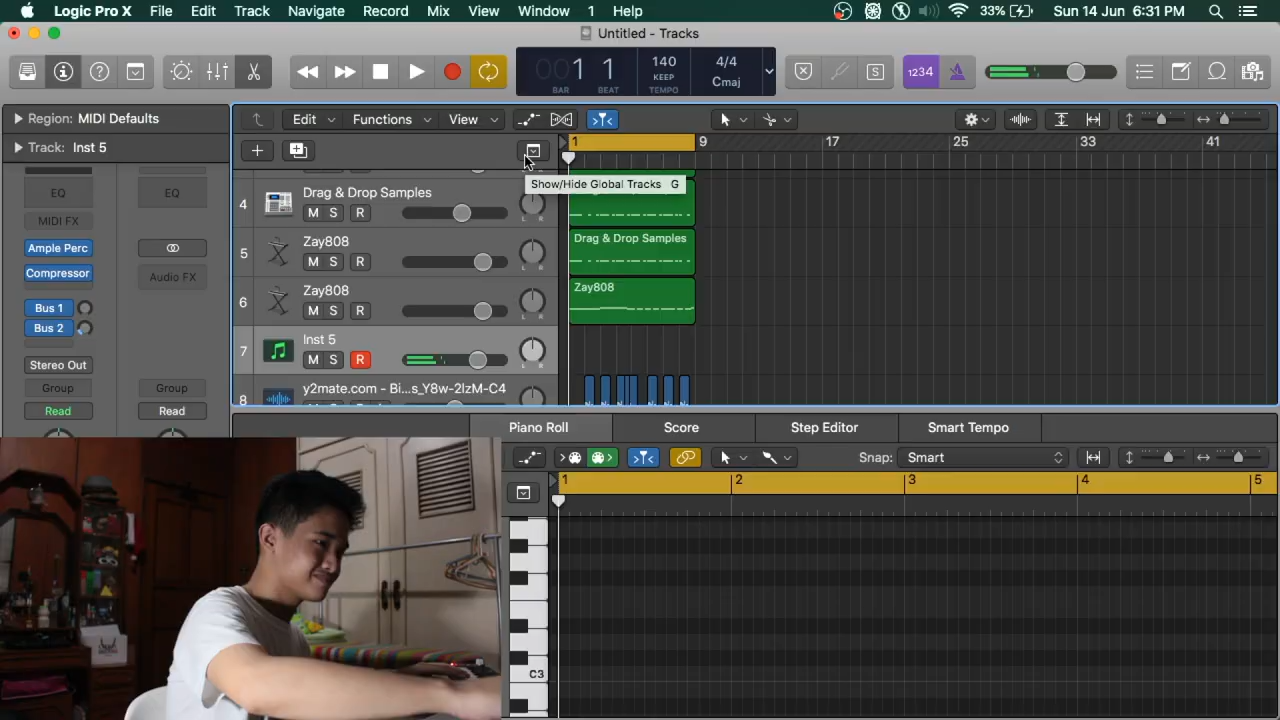 Logic Pro X File Edit Track Navigate Record Mix View Window 1 Help 33% Sun 14 Jun 6:31 PM
Untitled - Tracks
001 1
BAR BEAT
140
KEEP
TEMPO
4/4
Cmaj
1234
Region: MIDI Defaults
Edit Functions View
Track: Inst 5
1 9 17 25 33 41
Show/Hide Global Tracks G
EQ EQ
MIDI FX
Ample Perc
Audio FX
Compressor
Bus 1
Bus 2
Stereo Out
Group Group
Read Read
4 Drag & Drop Samples
M S R
L R
5 Zay808
M S R
L R
Drag & Drop Samples
6 Zay808
M S R
L R
Zay808
7 Inst 5
M S R
L R
8 y2mate.com - Bi...s_Y8w-2IzM-C4
Piano Roll Score Step Editor Smart Tempo
Snap: Smart
1 2 3 4 5
C3